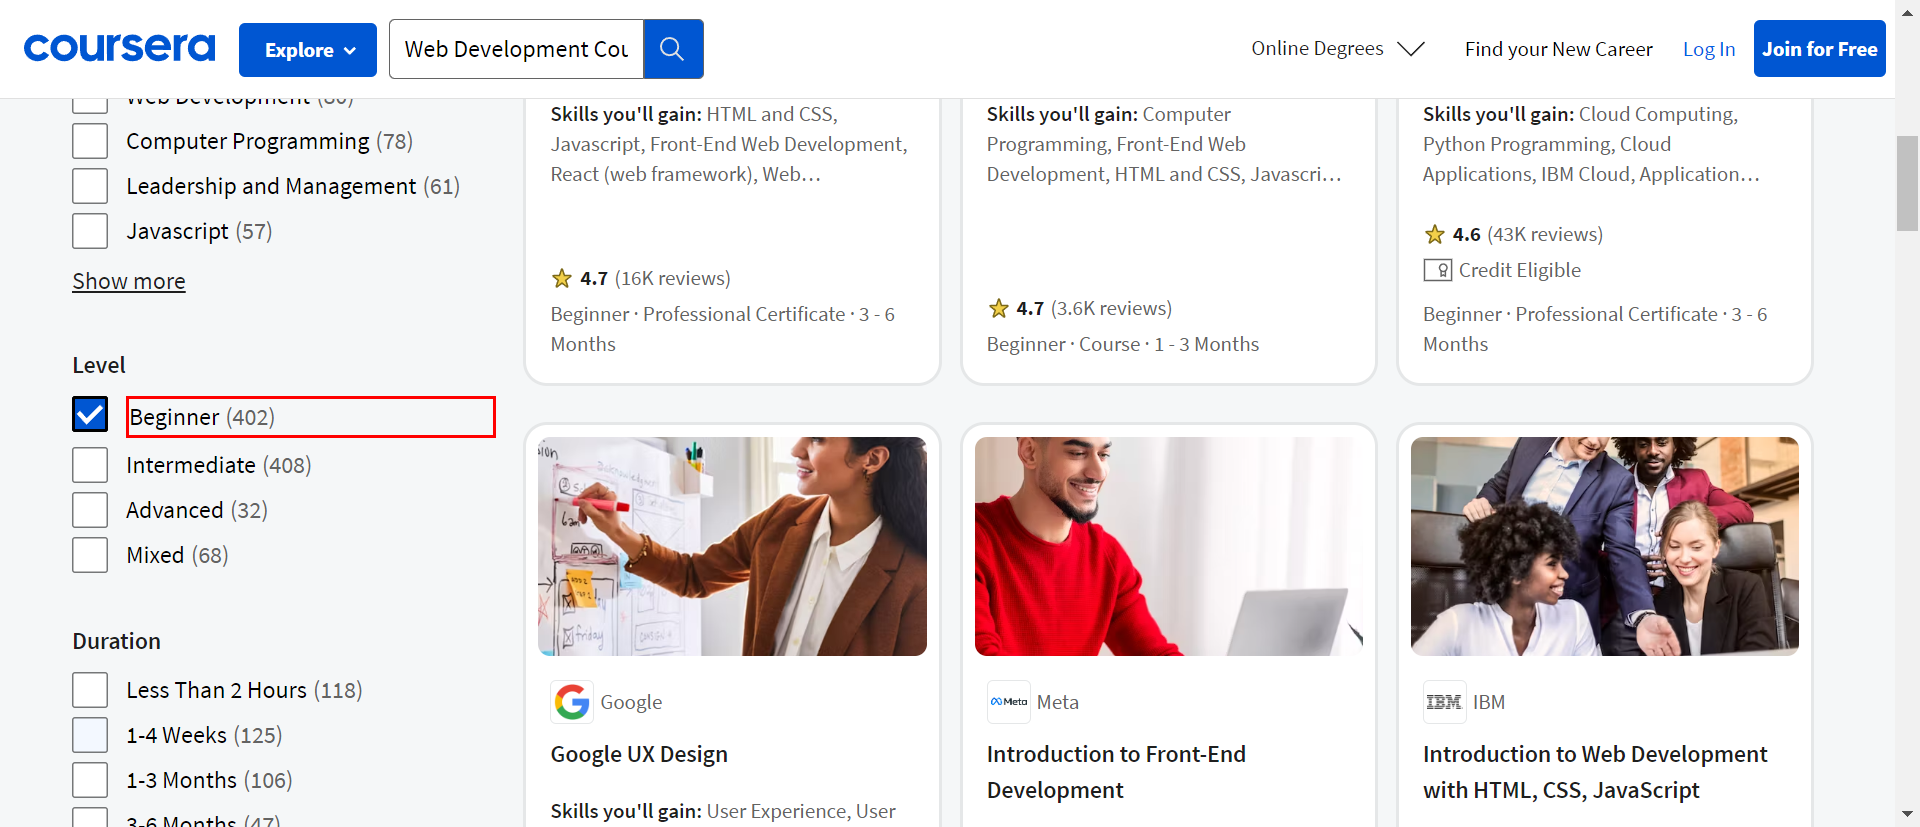 coursera
Explore
Web Development Cou
Online Degrees
Find your New Career
Log In
Join for Free
Web Development (80)
Computer Programming (78)
Leadership and Management (61)
Javascript (57)
Show more
Level
Beginner (402)
Intermediate (408)
Advanced (32)
Mixed (68)
Duration
Less Than 2 Hours (118)
1-4 Weeks (125)
1-3 Months (106)
3-6 Months (47)
Skills you'll gain: HTML and CSS,
Javascript, Front-End Web Development,
React (web framework), Web…
4.7 (16K reviews)
Beginner · Professional Certificate · 3 - 6
Months
Skills you'll gain: Computer
Programming, Front-End Web
Development, HTML and CSS, Javascri…
4.7 (3.6K reviews)
Beginner · Course · 1 - 3 Months
Skills you'll gain: Cloud Computing,
Python Programming, Cloud
Applications, IBM Cloud, Application…
4.6 (43K reviews)
Credit Eligible
Beginner · Professional Certificate · 3 - 6
Months
friday
Google
Google UX Design
Skills you'll gain: User Experience, User
Meta
Meta
Introduction to Front-End
Development
IBM
IBM
Introduction to Web Development
with HTML, CSS, JavaScript